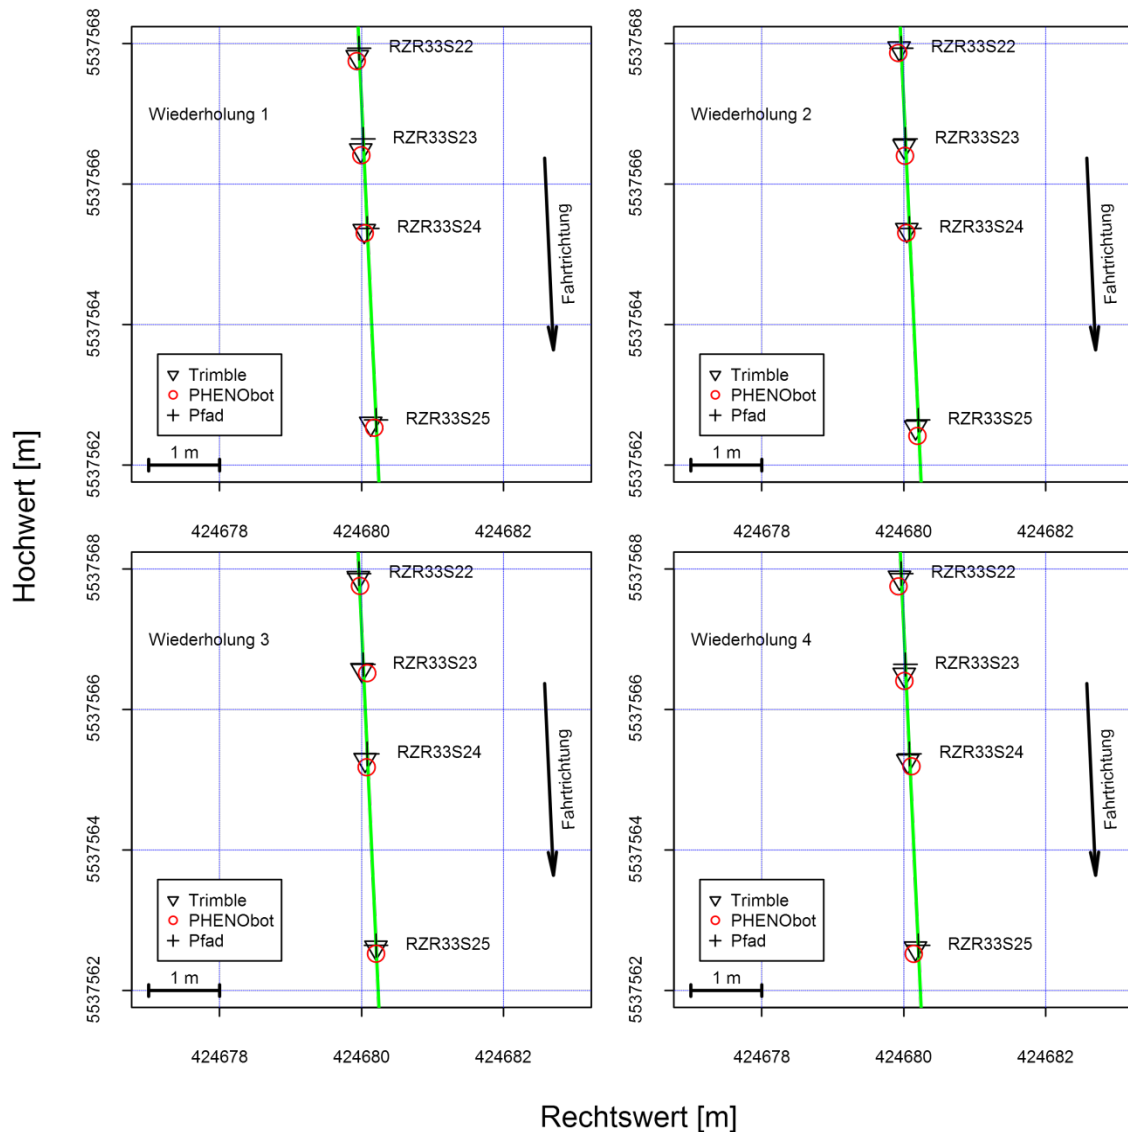 Hochwert [m]
5537568
5537566
5537564
5537562
Wiederholung 1
RZR33S22
RZR33S23
RZR33S24
RZR33S25
Fahrtrichtung
Trimble
PHENObot
Pfad
1 m
424678
424680
424682
5537568
5537566
5537564
5537562
Wiederholung 2
RZR33S22
RZR33S23
RZR33S24
RZR33S25
Fahrtrichtung
Trimble
PHENObot
Pfad
1 m
424678
424680
424682
5537568
5537566
5537564
5537562
Wiederholung 3
RZR33S22
RZR33S23
RZR33S24
RZR33S25
Fahrtrichtung
Trimble
PHENObot
Pfad
1 m
424678
424680
424682
5537568
5537566
5537564
5537562
Wiederholung 4
RZR33S22
RZR33S23
RZR33S24
RZR33S25
Fahrtrichtung
Trimble
PHENObot
Pfad
1 m
424678
424680
424682
Rechtswert [m]